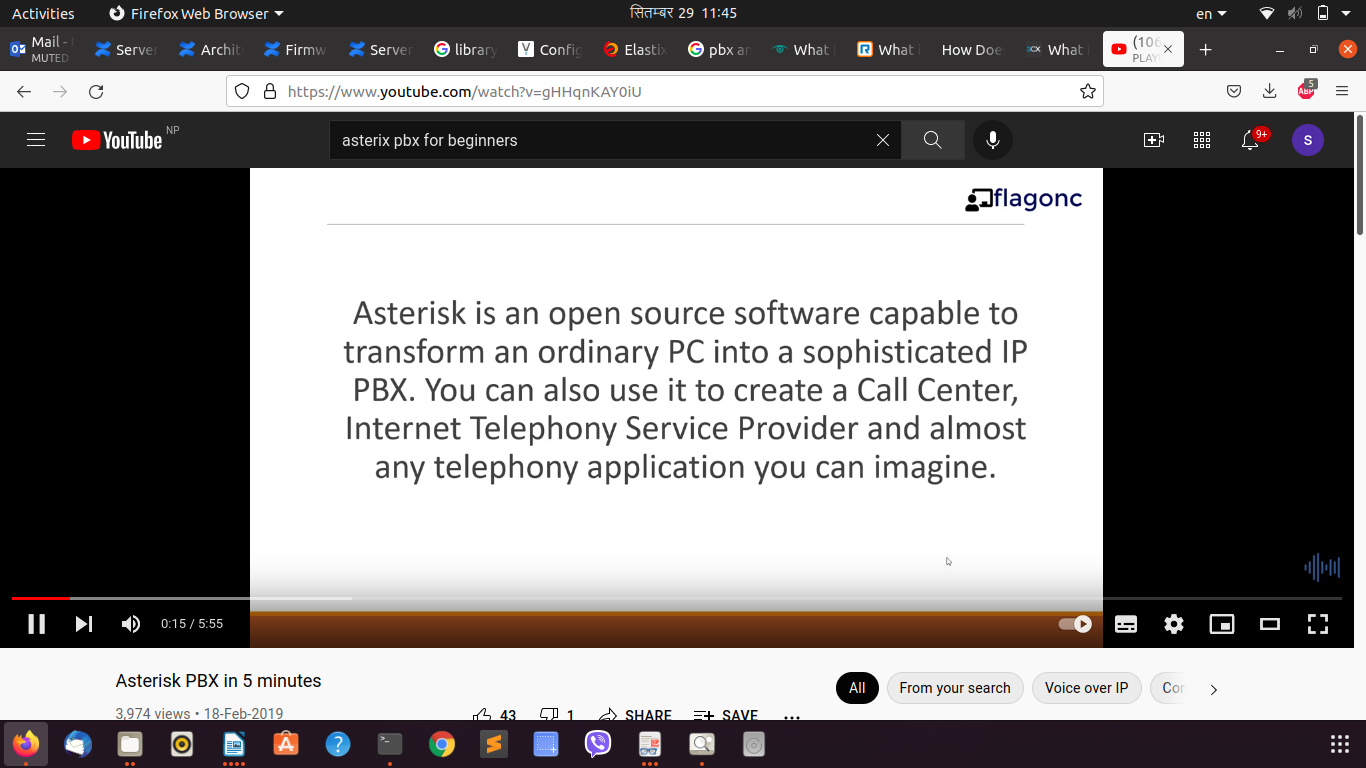 Activities Firefox Web Browser सितम्बर 29 11:45 en
Mail - Server Archit Firmw Server library Config Elastix pbx an What i What i How Doe What (106
MUTED PLAYI
https://www.youtube.com/watch?v=gHHqnKAY0iU ABP 5
YouTube NP asterix pbx for beginners 9+ S
flagonc
Asterisk is an open source software capable to
transform an ordinary PC into a sophisticated IP
PBX. You can also use it to create a Call Center,
Internet Telephony Service Provider and almost
any telephony application you can imagine.
0:15 / 5:55
Asterisk PBX in 5 minutes
All From your search Voice over IP
3,974 views • 18-Feb-2019 43 1 SHARE SAVE